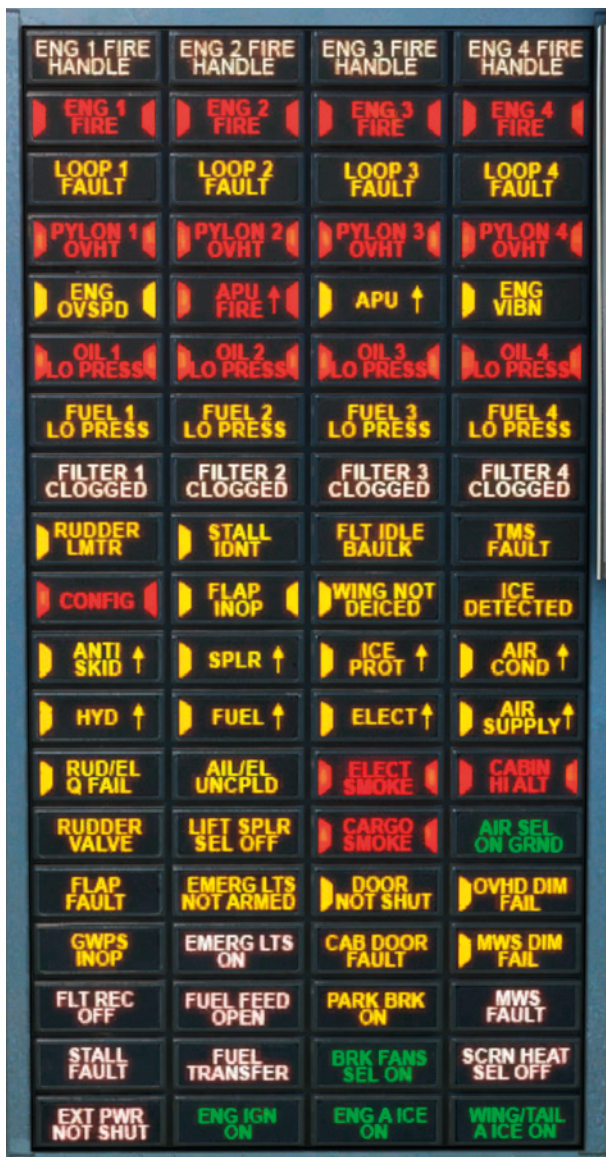 ENG 1 FIRE HANDLE
ENG 2 FIRE HANDLE
ENG 3 FIRE HANDLE
ENG 4 FIRE HANDLE
ENG 1 FIRE
ENG 2 FIRE
ENG 3 FIRE
ENG 4 FIRE
LOOP 1 FAULT
LOOP 2 FAULT
LOOP 3 FAULT
LOOP 4 FAULT
PYLON 1 OVHT
PYLON 2 OVHT
PYLON 3 OVHT
PYLON 4 OVHT
ENG OVSPD
APU FIRE ↑
APU ↑
ENG VIBN
OIL 1 LO PRESS
OIL 2 LO PRESS
OIL 3 LO PRESS
OIL 4 LO PRESS
FUEL 1 LO PRESS
FUEL 2 LO PRESS
FUEL 3 LO PRESS
FUEL 4 LO PRESS
FILTER 1 CLOGGED
FILTER 2 CLOGGED
FILTER 3 CLOGGED
FILTER 4 CLOGGED
RUDDER LMTR
STALL IDNT
FLT IDLE BAULK
TMS FAULT
CONFIG
FLAP INOP
WING NOT DEICED
ICE DETECTED
ANTI SKID ↑
SPLR ↑
ICE PROT ↑
AIR COND ↑
HYD ↑
FUEL ↑
ELECT ↑
AIR SUPPLY ↑
RUD/EL Q FAIL
AIL/EL UNCPLD
ELECT SMOKE
CABIN HI ALT
RUDDER VALVE
LIFT SPLR SEL OFF
CARGO SMOKE
AIR SEL ON GRND
FLAP FAULT
EMERG LTS NOT ARMED
DOOR NOT SHUT
OVHD DIM FAIL
GWPS INOP
EMERG LTS ON
CAB DOOR FAULT
MWS DIM FAIL
FLT REC OFF
FUEL FEED OPEN
PARK BRK ON
MWS FAULT
STALL FAULT
FUEL TRANSFER
BRK FANS SEL ON
SCRN HEAT SEL OFF
EXT PWR NOT SHUT
ENG IGN ON
ENG A ICE ON
WING/TAIL A ICE ON